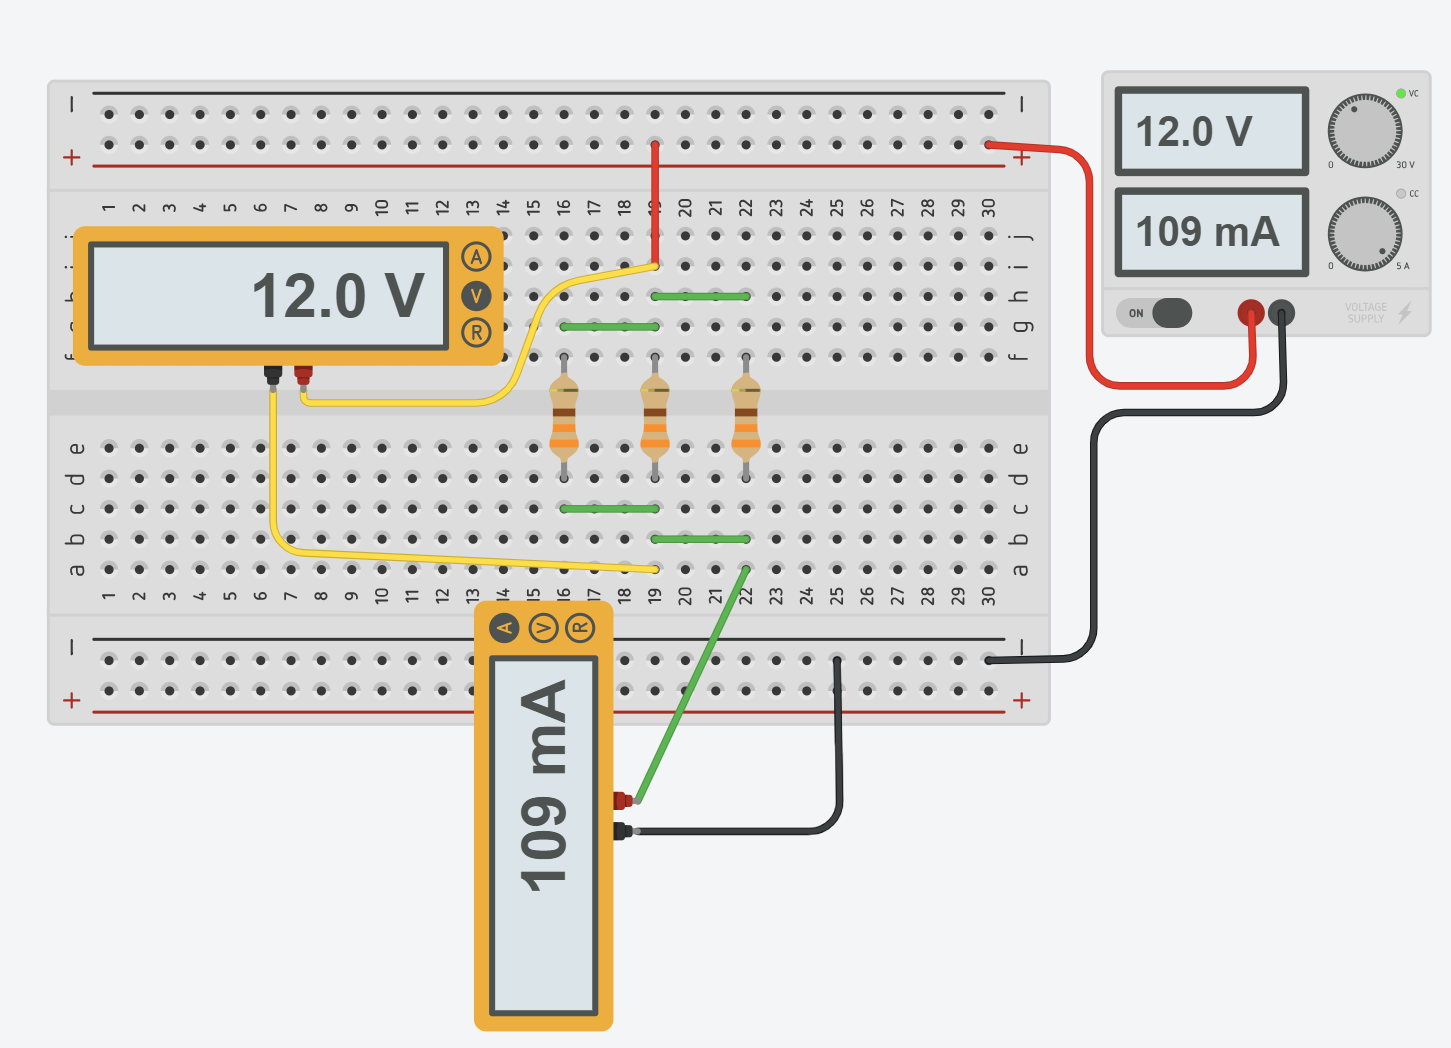 12.0 V
VC
0
30 V
109 mA
CC
0
5 A
ON
VOLTAGE
SUPPLY
− −
+ +
1 2 3 4 5 6 7 8 9 10 11 12 13 14 15 16 17 18 20 21 22 23 24 25 26 27 28 29 30
j
i
h
g
f
12.0 V
A
V
R
e e
d d
c c
b b
a a
1 2 3 4 5 6 7 8 9 10 11 12 13 14 15 16 17 18 19 20 21 22 23 24 25 26 27 28 29 30
A V R
− −
+ +
109 mA